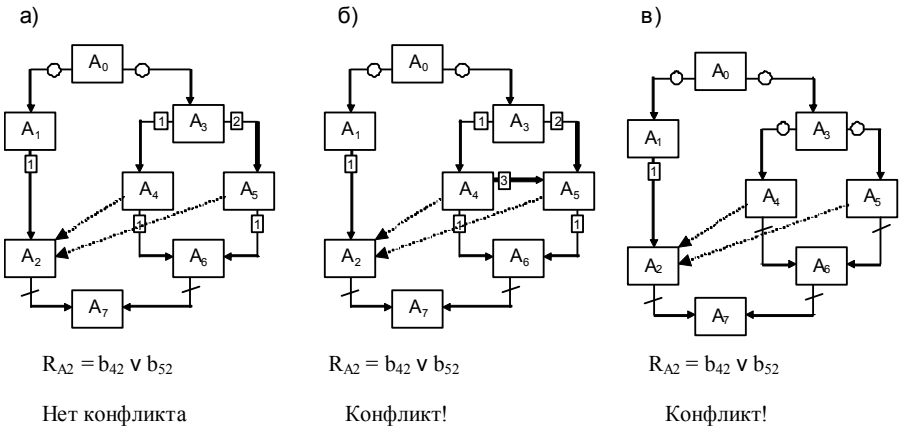 а) б) в)
A0 A0 A0
A1 1 A3 2 A1 1 A3 2 A1 A3
1 1 1
A4 A5 A4 3 A5 A4 A5
1 1 1 1
A2 A6 A2 A6 A2 A6
A7 A7 A7
RA2 = b42 v b52 RA2 = b42 v b52 RA2 = b42 v b52
Нет конфликта Конфликт! Конфликт!